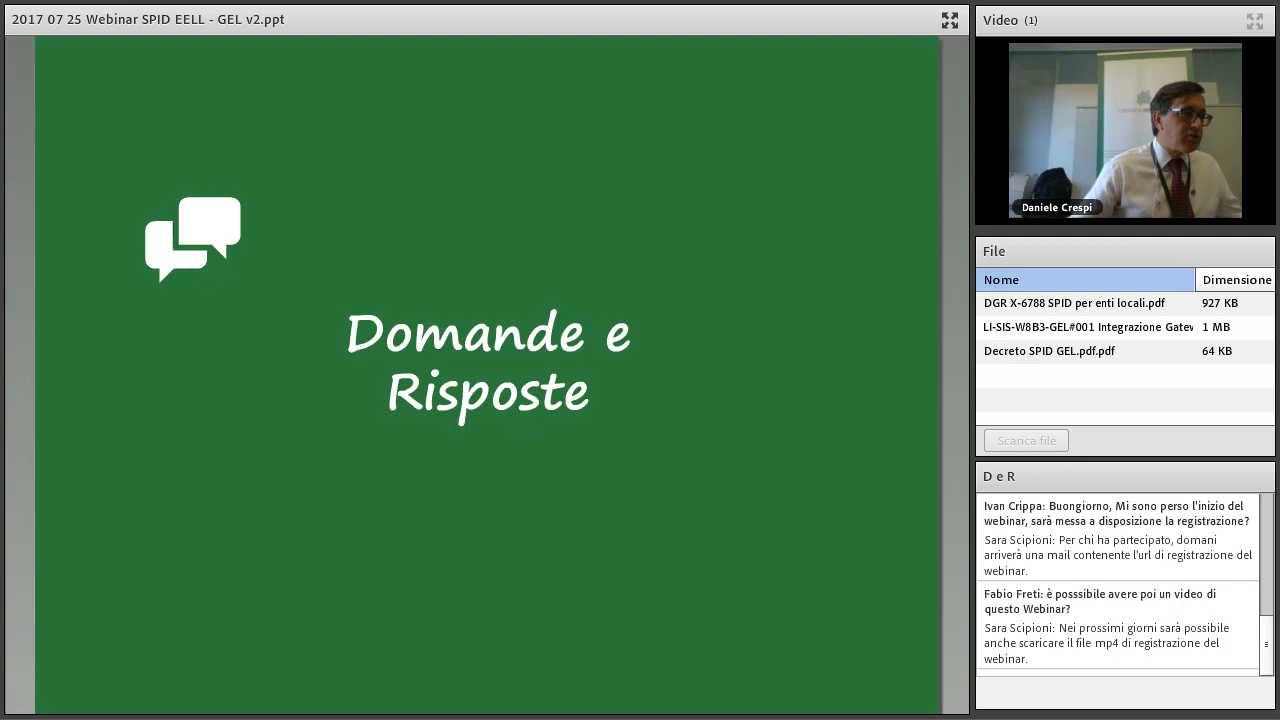 2017 07 25 Webinar SPID EELL - GEL v2.ppt
Domande e
Risposte
Video (1)
Daniele Crespi
File
Nome Dimensione
DGR X-6788 SPID per enti locali.pdf 927 KB
LI-SIS-W8B3-GEL#001 Integrazione Gatew 1 MB
Decreto SPID GEL.pdf.pdf 64 KB
Scarica file
D e R
Ivan Crippa: Buongiorno, Mi sono perso l'inizio del
webinar, sarà messa a disposizione la registrazione?
Sara Scipioni: Per chi ha partecipato, domani
arriverà una mail contenente l'url di registrazione del
webinar.
Fabio Freti: è posssibile avere poi un video di
questo Webinar?
Sara Scipioni: Nei prossimi giorni sarà possibile
anche scaricare il file mp4 di registrazione del
webinar.